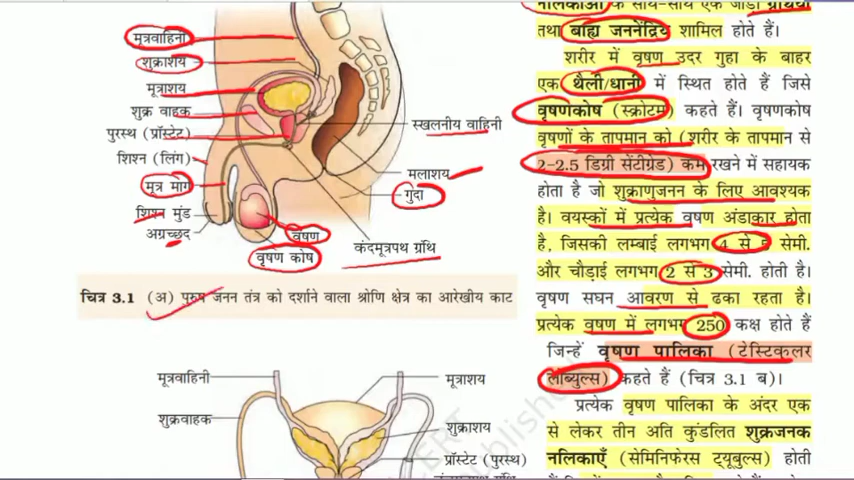 मूत्रवाहिनी
शुक्राशय
मूत्राशय
शुक्र वाहक
पुरस्थ (प्रॉस्टेट)
शिश्न (लिंग)
मूत्र मार्ग
शिश्न मुंड
अग्रच्छद
वृषण
वृषण कोष
स्खलनीय वाहिनी
मलाशय
गुदा
कंदमूत्रपथ ग्रंथि
चित्र 3.1 (अ) पुरुष जनन तंत्र को दर्शाने वाला श्रोणि क्षेत्र का आरेखीय काट
मूत्रवाहिनी
शुक्रवाहक
मूत्राशय
शुक्राशय
प्रॉस्टेट (पुरस्थ)
नलिकाओं के साथ-साथ एक जोड़ा ग्रंथियाँ
तथा बाह्य जननेंद्रिय शामिल होते हैं।
शरीर में वृषण उदर गुहा के बाहर
एक थैली/धानी में स्थित होते हैं जिसे
वृषणकोष (स्क्रोटम) कहते हैं। वृषणकोष
वृषणों के तापमान को (शरीर के तापमान से
2-2.5 डिग्री सेंटीग्रेड) कम रखने में सहायक
होता है जो शुक्राणुजनन के लिए आवश्यक
है। वयस्कों में प्रत्येक वृषण अंडाकार होता
है, जिसकी लम्बाई लगभग 4 से 5 सेमी.
और चौड़ाई लगभग 2 से 3 सेमी. होती है।
वृषण सघन आवरण से ढका रहता है।
प्रत्येक वृषण में लगभग 250 कक्ष होते हैं
जिन्हें वृषण पालिका (टेस्टिकुलर
लोब्युल्स) कहते हैं (चित्र 3.1 ब)।
प्रत्येक वृषण पालिका के अंदर एक
से लेकर तीन अति कुंडलित शुक्रजनक
नलिकाएँ (सेमिनिफेरस ट्यूबुल्स) होती